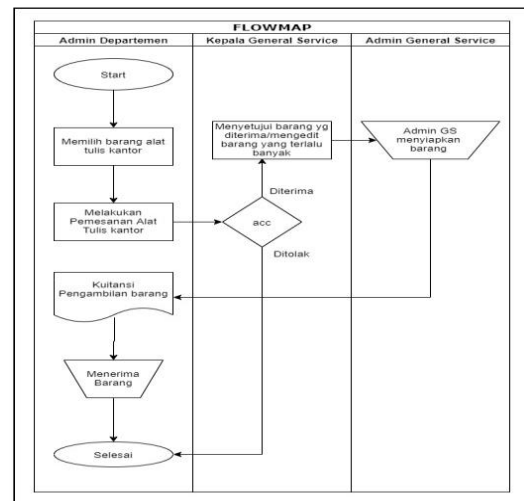 FLOWMAP
Admin Departemen
Kepala General Service
Admin General Service
Start
Memilih barang alat
tulis kantor
Melakukan
Pemesanan Alat
Tulis kantor
Menyetujui barang yg
diterima/mengedit
barang yang terlalu
banyak
Admin GS
menyiapkan
barang
Diterima
acc
Ditolak
Kuitansi
Pengambilan barang
Menerima
Barang
Selesai